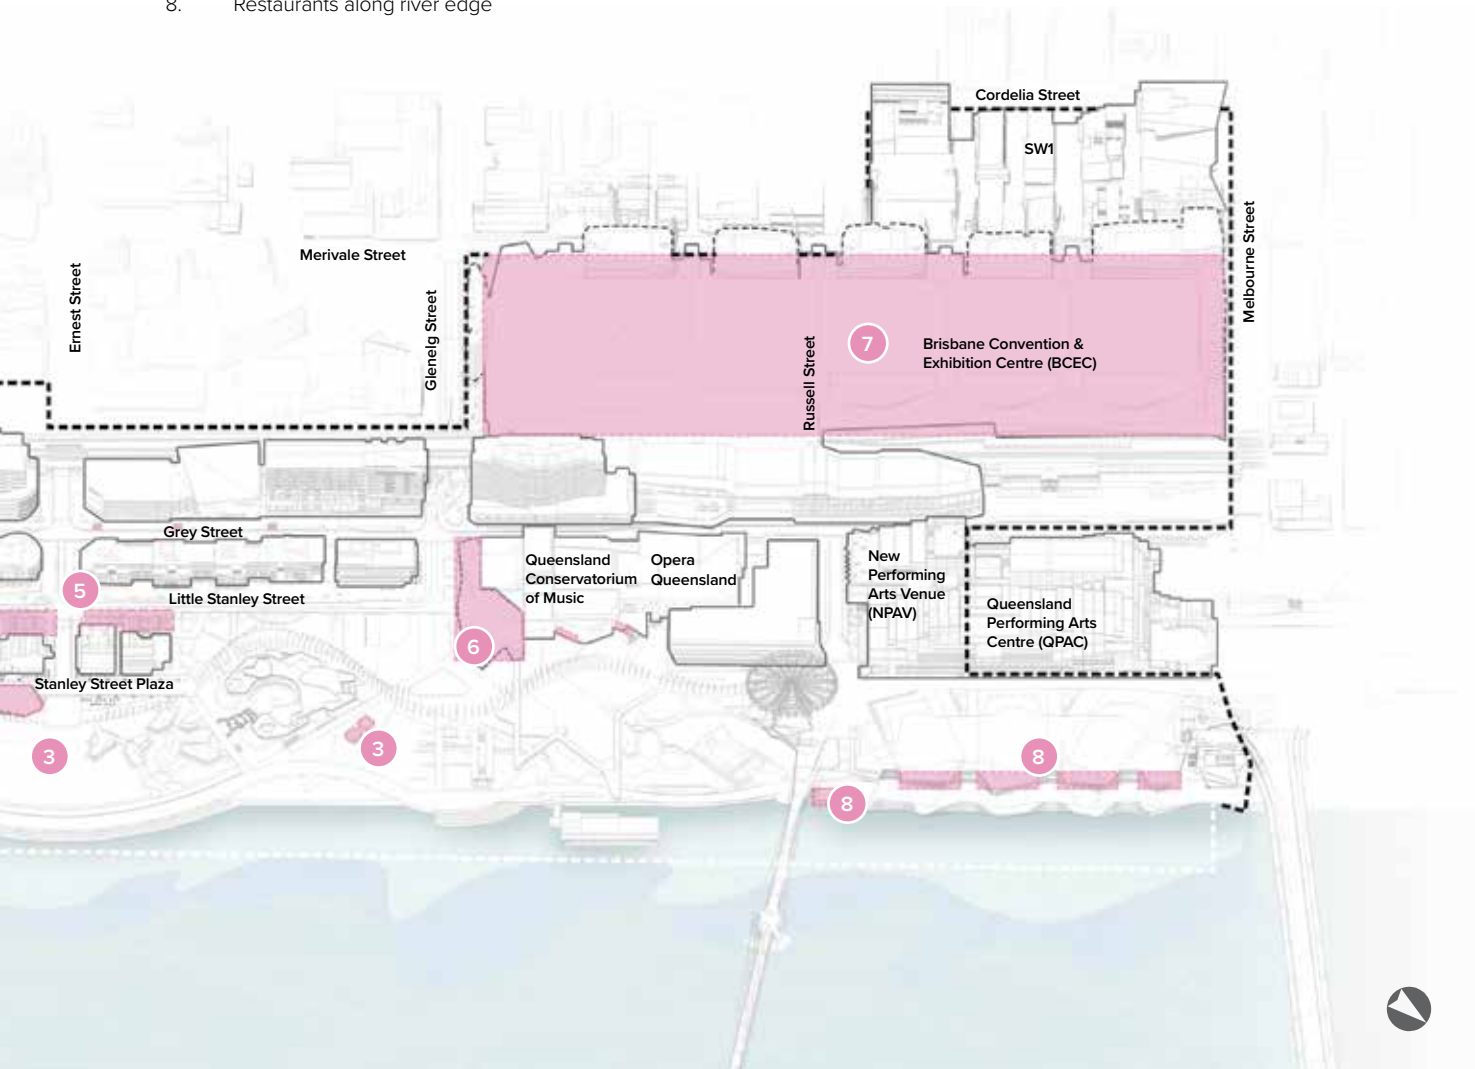 8. Restaurants along river edge
Cordelia Street
SW1
Melbourne Street
Merivale Street
Ernest Street
Glenelg Street
Russell Street
7
Brisbane Convention &
Exhibition Centre (BCEC)
Grey Street
Queensland
Conservatorium
of Music
Opera
Queensland
New
Performing
Arts Venue
(NPAV)
Queensland
Performing Arts
Centre (QPAC)
5
Little Stanley Street
6
Stanley Street Plaza
3
3
8
8